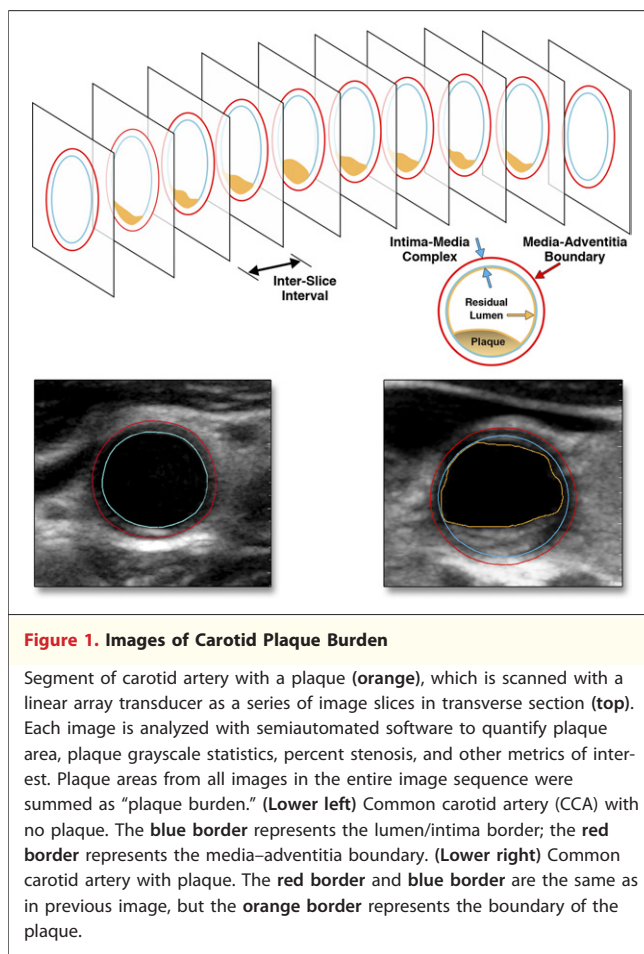 Inter-Slice
Interval
Intima-Media
Complex
Media-Adventitia
Boundary
Residual
Lumen
Plaque
Figure 1. Images of Carotid Plaque Burden
Segment of carotid artery with a plaque (orange), which is scanned with a
linear array transducer as a series of image slices in transverse section (top).
Each image is analyzed with semiautomated software to quantify plaque
area, plaque grayscale statistics, percent stenosis, and other metrics of inter-
est. Plaque areas from all images in the entire image sequence were
summed as “plaque burden.” (Lower left) Common carotid artery (CCA) with
no plaque. The blue border represents the lumen/intima border; the red
border represents the media–adventitia boundary. (Lower right) Common
carotid artery with plaque. The red border and blue border are the same as
in previous image, but the orange border represents the boundary of the
plaque.